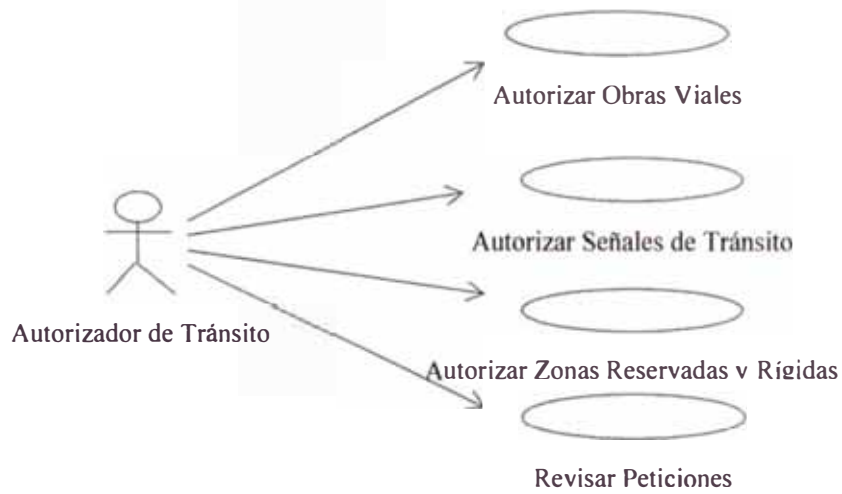 Autorizar Obras Viales
Autorizar Señales de Tránsito
Autorizador de Tránsito
Autorizar Zonas Reservadas y Rígidas
Revisar Peticiones